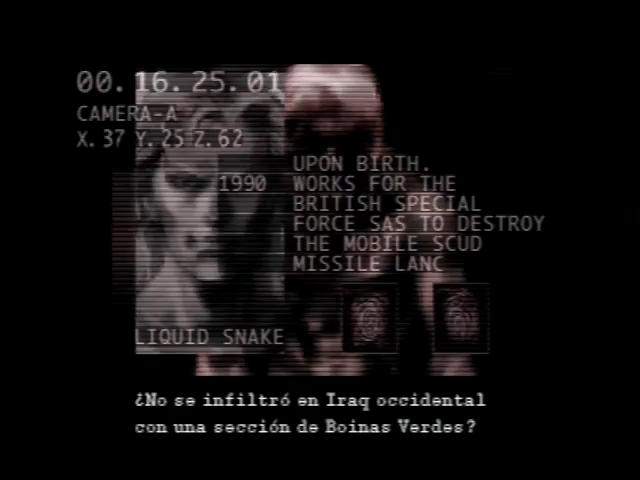 00.16.25.01
CAMERA-A
X.37 Y.25 Z.62
1990
UPON BIRTH.
WORKS FOR THE
BRITISH SPECIAL
FORCE SAS TO DESTROY
THE MOBILE SCUD
MISSILE LANC
LIQUID SNAKE
¿No se infiltró en Iraq occidental
con una sección de Boinas Verdes?